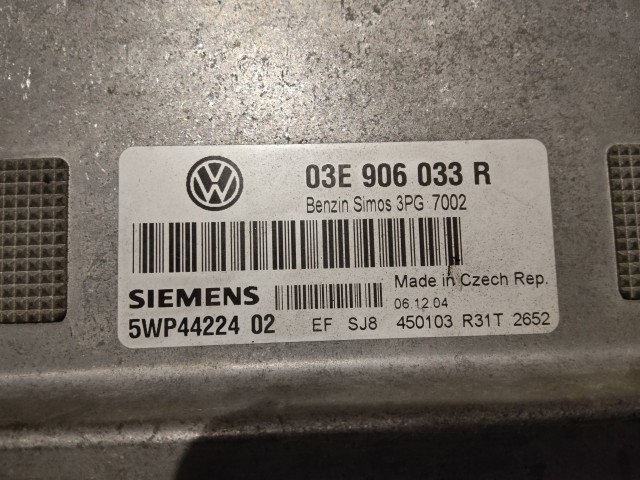 03E 906 033 R
Benzin Simos 3PG 7002
Made in Czech Rep.
SIEMENS
06.12.04
5WP44224 02 EF SJ8 450103 R31T 2652